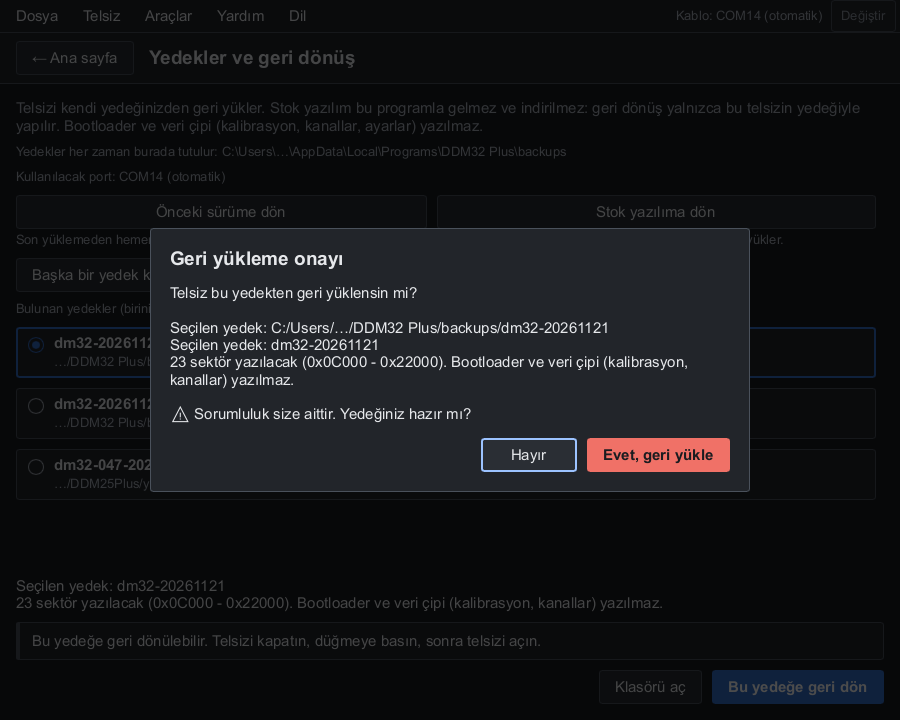 Dosya Telsiz Araçlar Yardım Dil Kablo: COM14 (otomatik) Değiştir
← Ana sayfa Yedekler ve geri dönüş
Telsizi kendi yedeğinizden geri yükler. Stok yazılım bu programla gelmez ve indirilmez: geri dönüş yalnızca bu telsizin yedeğiyle
yapılır. Bootloader ve veri çipi (kalibrasyon, kanallar, ayarlar) yazılmaz.
Yedekler her zaman burada tutulur: C:\Users\…\AppData\Local\Programs\DDM32 Plus\backups
Kullanılacak port: COM14 (otomatik)
Önceki sürüme dön Stok yazılıma dön
Son yüklemeden hemen yükler.
Başka bir yedek
Bulunan yedekler
dm32-2026112
…/DDM32 Plus/b
dm32-2026112
…/DDM32 Plus/b
dm32-047-202
…/DDM25Plus/y
Geri yükleme onayı
Telsiz bu yedekten geri yüklensin mi?
Seçilen yedek: C:/Users/…/DDM32 Plus/backups/dm32-20261121
Seçilen yedek: dm32-20261121
23 sektör yazılacak (0x0C000 - 0x22000). Bootloader ve veri çipi (kalibrasyon,
kanallar) yazılmaz.
⚠ Sorumluluk size aittir. Yedeğiniz hazır mı?
Hayır Evet, geri yükle
Seçilen yedek: dm32-20261121
23 sektör yazılacak (0x0C000 - 0x22000). Bootloader ve veri çipi (kalibrasyon, kanallar) yazılmaz.
Bu yedeğe geri dönülebilir. Telsizi kapatın, düğmeye basın, sonra telsizi açın.
Klasörü aç Bu yedeğe geri dön